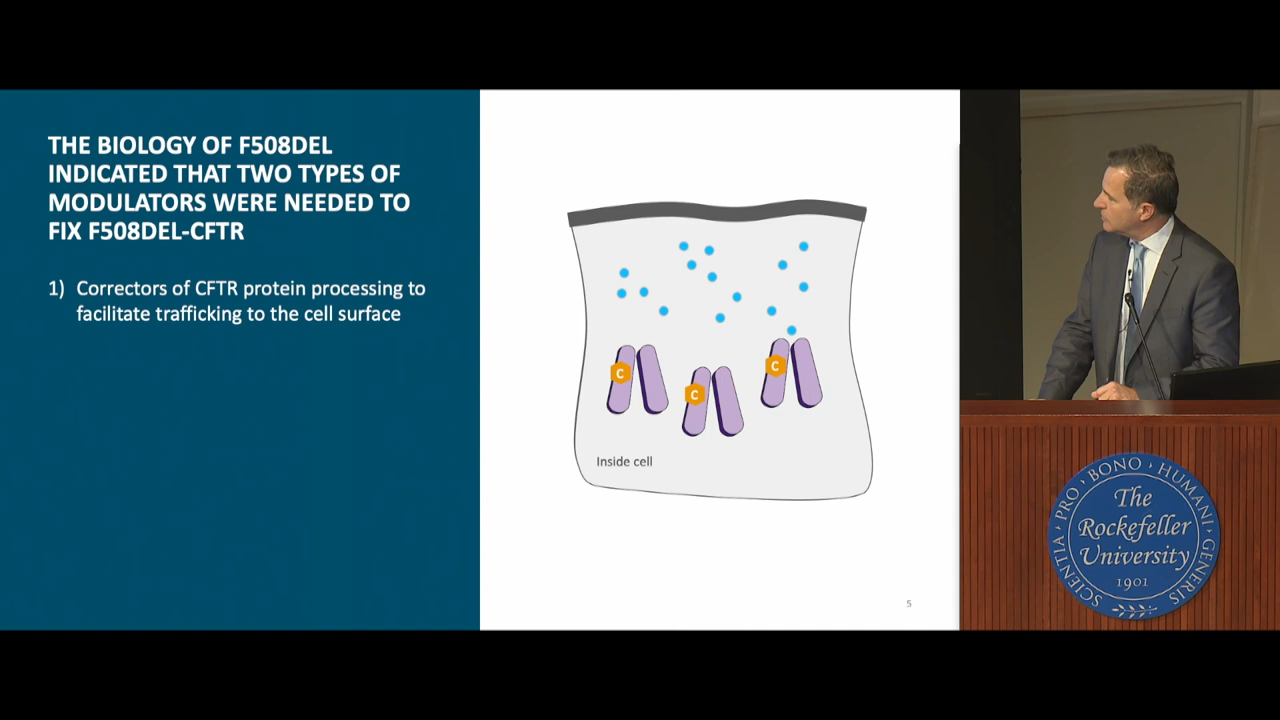 THE BIOLOGY OF F508DEL
INDICATED THAT TWO TYPES OF
MODULATORS WERE NEEDED TO
FIX F508DEL-CFTR
1) Correctors of CFTR protein processing to
facilitate trafficking to the cell surface
C
C
C
Inside cell
5
SCIENTIA · PRO · BONO · HUMANI · GENERIS
The
Rockefeller
University
1901